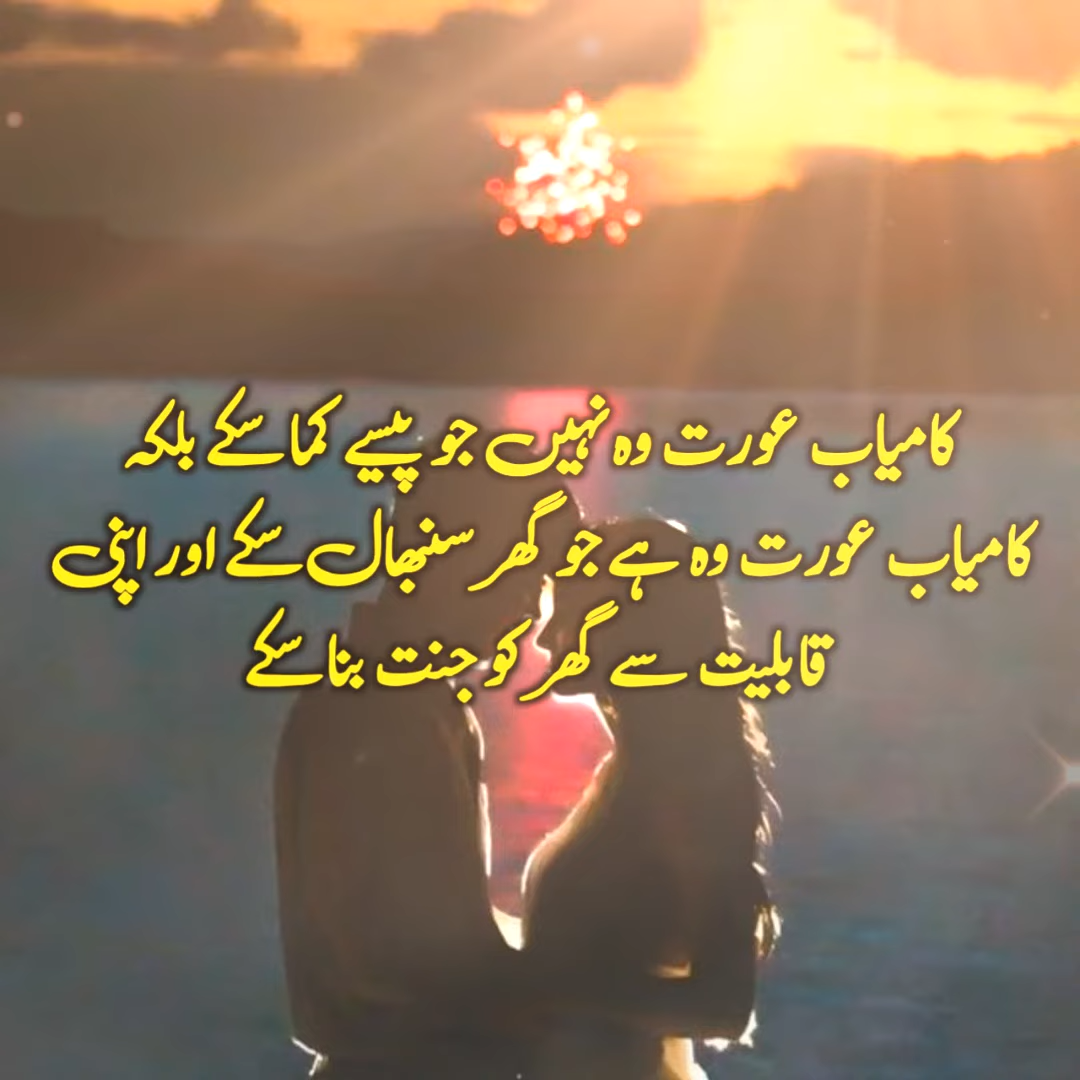 کامیاب عورت وہ نہیں جو پیسے کما سکے بلکہ
کامیاب عورت وہ ہے جو گھر سنبھال سکے اور اپنی
قابلیت سے گھر کو جنت بنا سکے